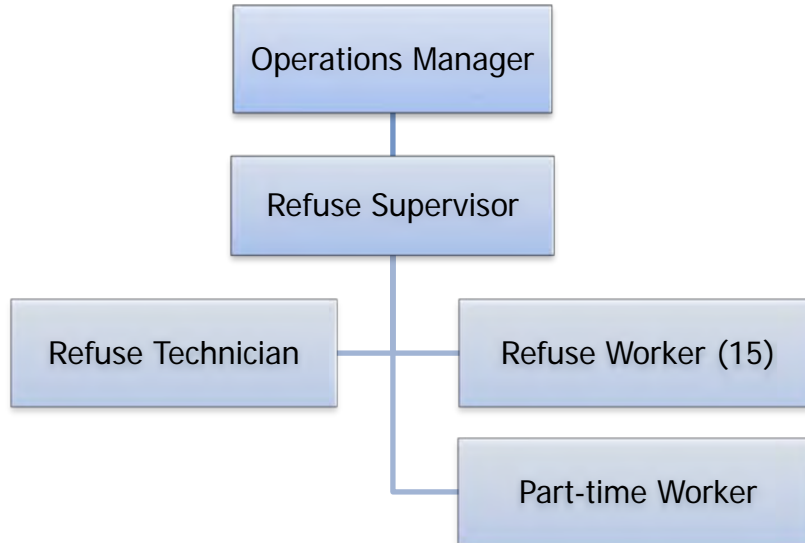 Operations Manager
Refuse Supervisor
Refuse Technician
Refuse Worker (15)
Part-time Worker